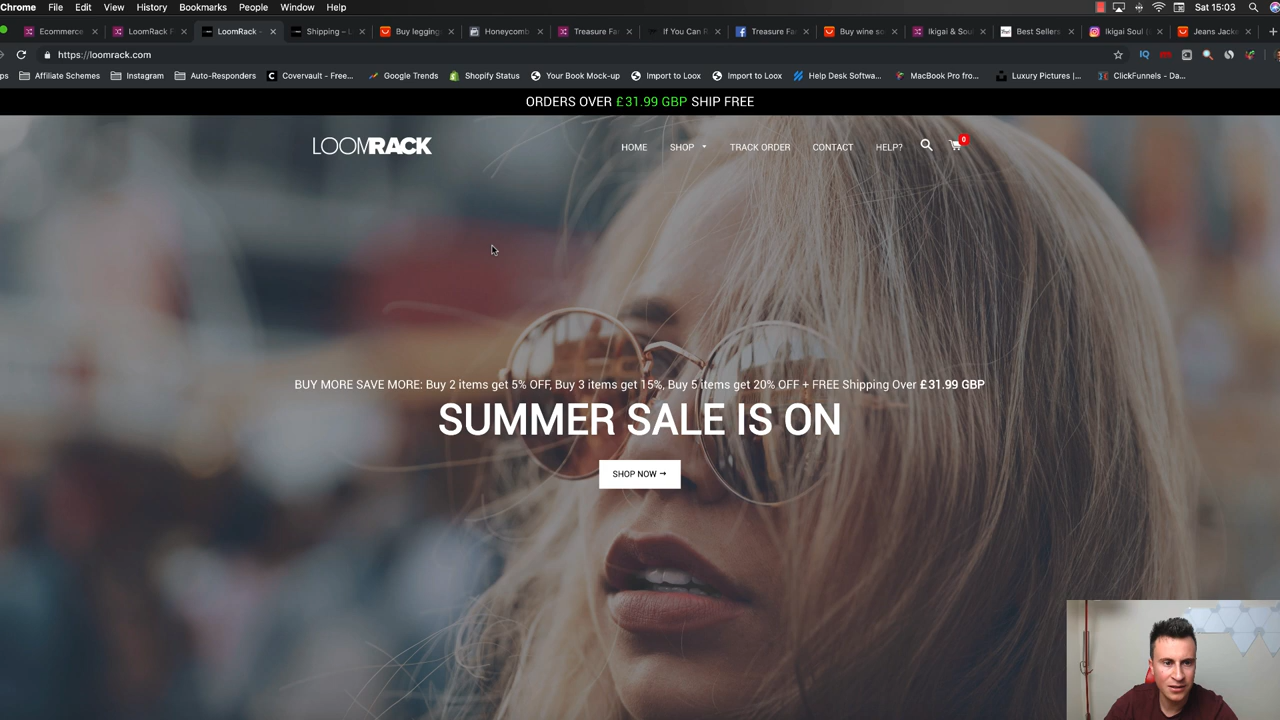 Chrome File Edit View History Bookmarks People Window Help Sat 15:03
Ecommerce LoomRack F LoomRack - Shipping – L Buy legging Honeycomb Treasure Fa If You Can R Treasure Fa Buy wine se Ikigai & Sou Best Sellers Ikigai Soul Jeans Jack
https://loomrack.com
ps Affiliate Schemes Instagram Auto-Responders Covervault - Free... Google Trends Shopify Status Your Book Mock-up Import to Loox Import to Loox Help Desk Softwa... MacBook Pro fro... Luxury Pictures |... ClickFunnels - Da...
ORDERS OVER £31.99 GBP SHIP FREE
LOOMRACK HOME SHOP TRACK ORDER CONTACT HELP? 0
BUY MORE SAVE MORE: Buy 2 items get 5% OFF, Buy 3 items get 15%, Buy 5 items get 20% OFF + FREE Shipping Over £31.99 GBP
SUMMER SALE IS ON
SHOP NOW →